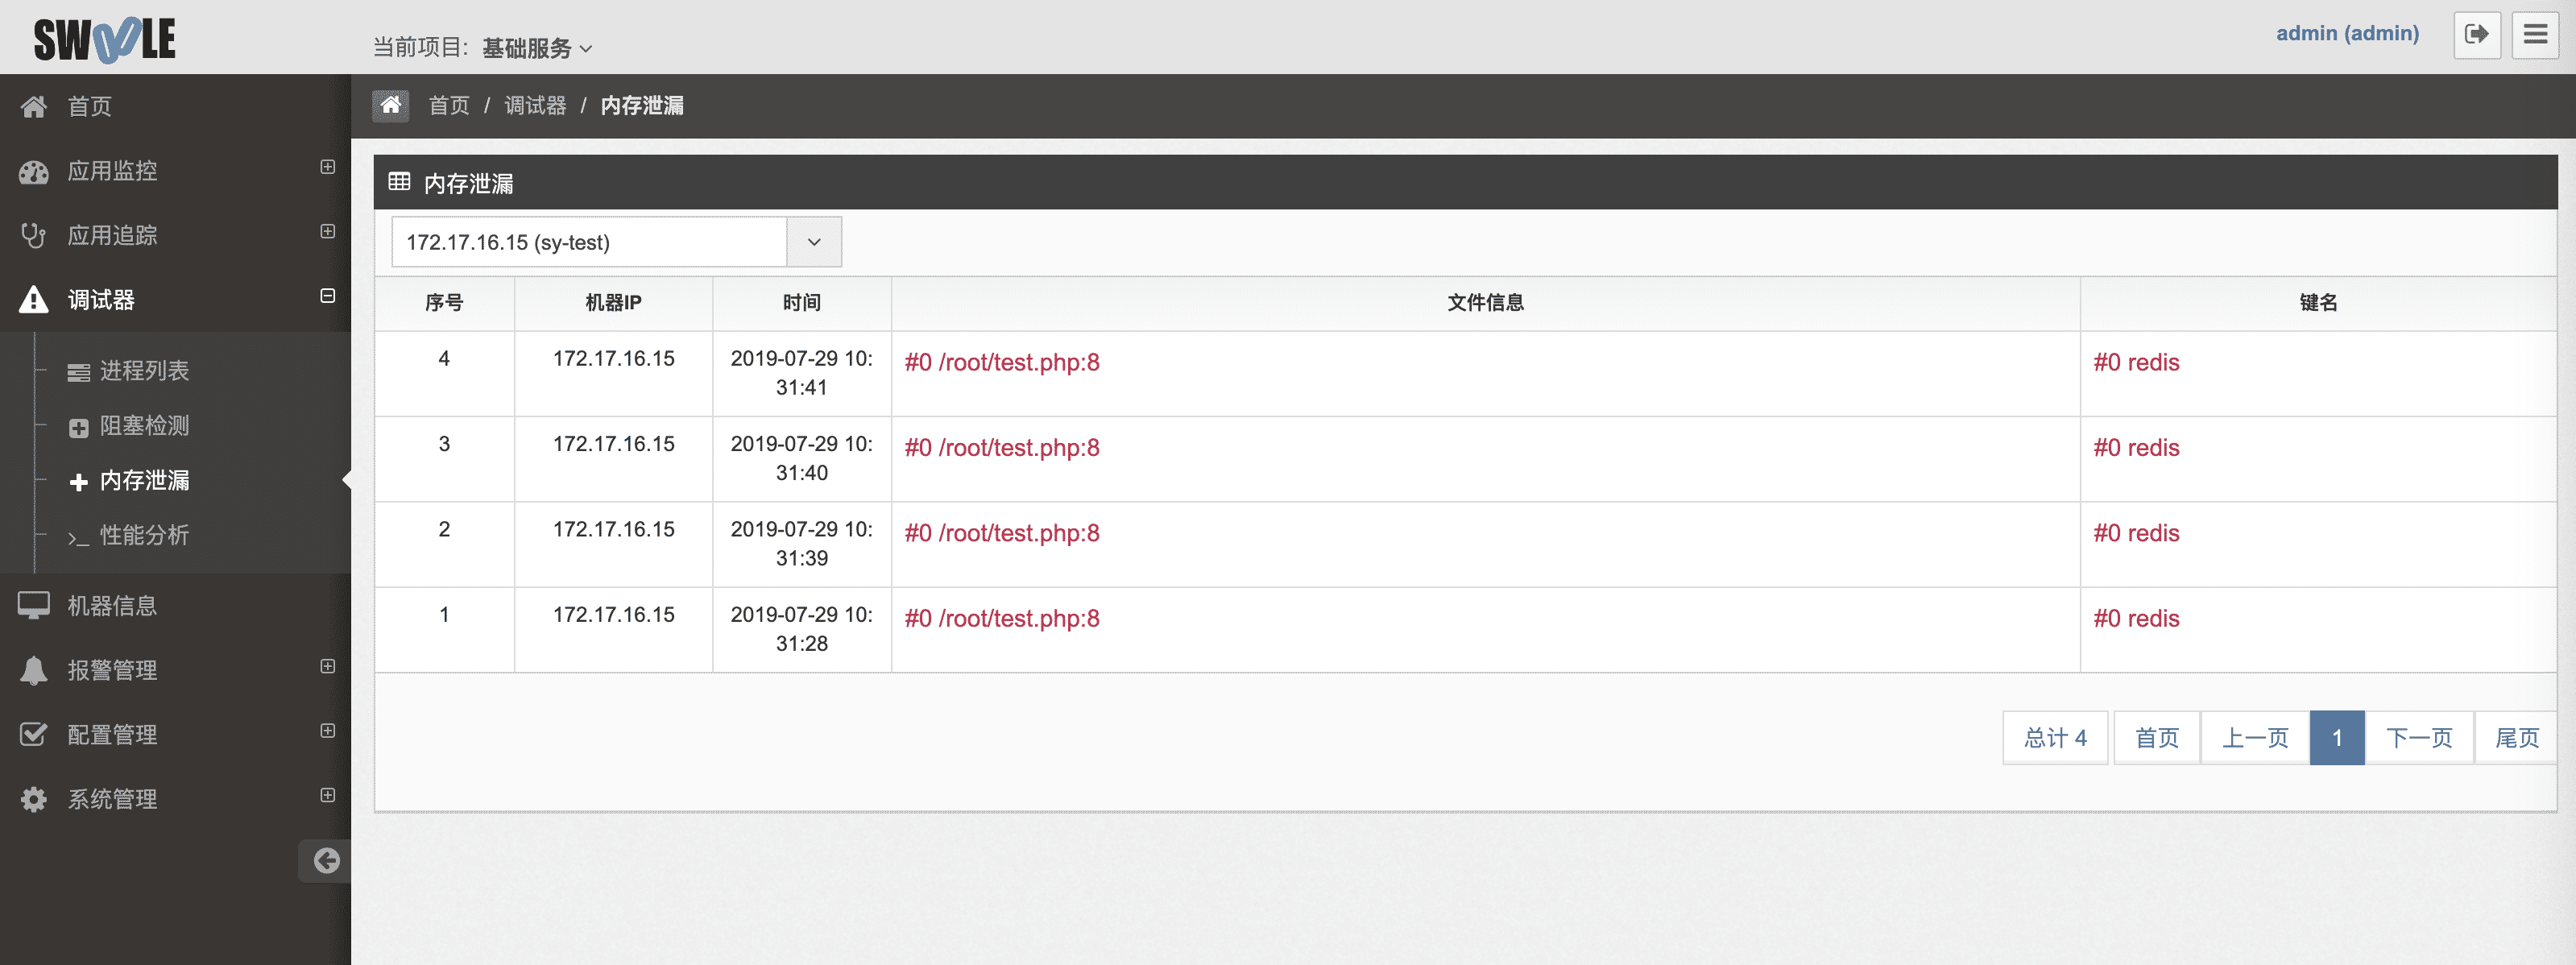 SWOOLE
当前项目: 基础服务
admin (admin)
首页
应用监控
应用追踪
调试器
进程列表
阻塞检测
内存泄漏
>_ 性能分析
机器信息
报警管理
配置管理
系统管理
首页 / 调试器 / 内存泄漏
内存泄漏
172.17.16.15 (sy-test)
序号 机器IP 时间 文件信息 键名
4 172.17.16.15 2019-07-29 10:
31:41 #0 /root/test.php:8 #0 redis
3 172.17.16.15 2019-07-29 10:
31:40 #0 /root/test.php:8 #0 redis
2 172.17.16.15 2019-07-29 10:
31:39 #0 /root/test.php:8 #0 redis
1 172.17.16.15 2019-07-29 10:
31:28 #0 /root/test.php:8 #0 redis
总计 4 首页 上一页 1 下一页 尾页